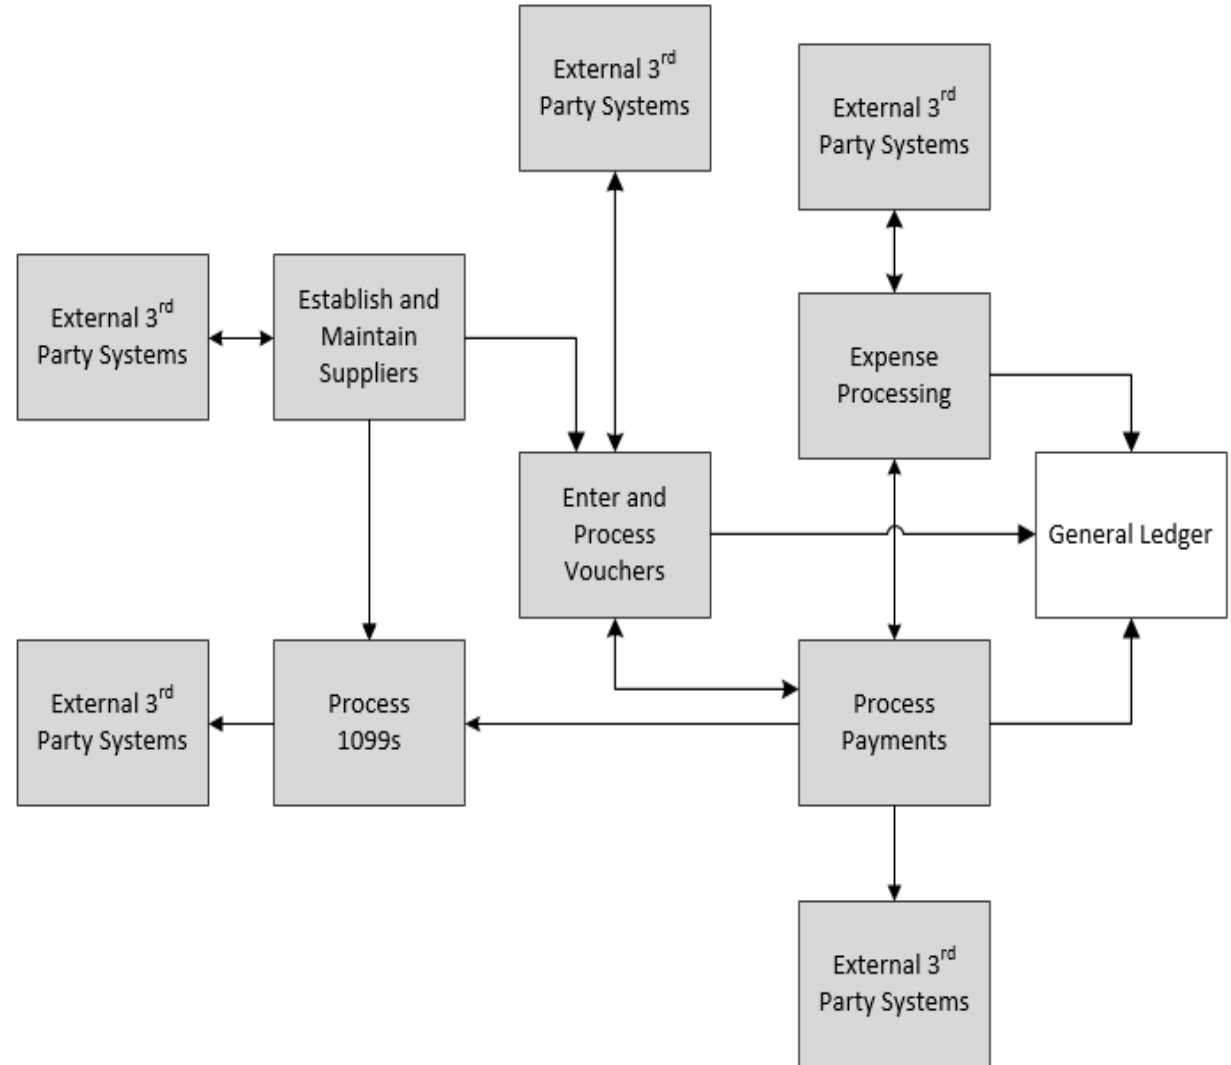 External 3rd
Party Systems
External 3rd
Party Systems
External 3rd
Party Systems
Establish and
Maintain
Suppliers
Expense
Processing
Enter and
Process
Vouchers
General Ledger
External 3rd
Party Systems
Process
1099s
Process
Payments
External 3rd
Party Systems